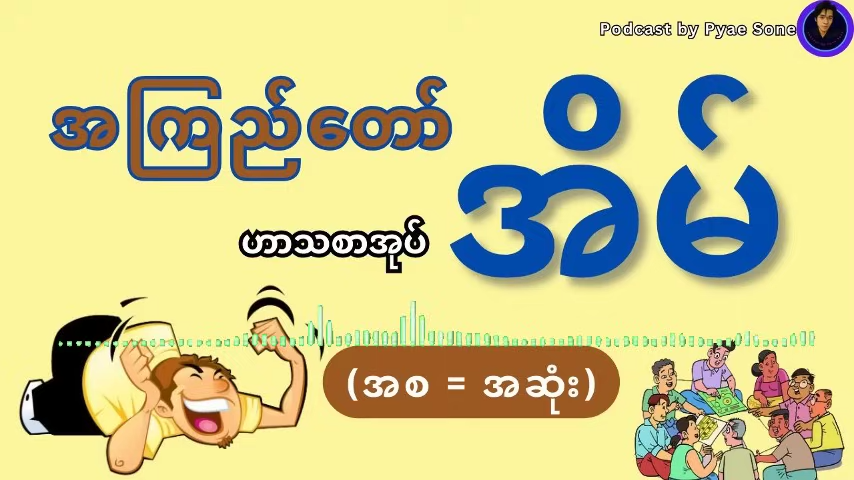 Podcast by Pyae Sone
အကြည်တော်
အိမ်
ဟာသစာအုပ်
(အစ = အဆုံး)